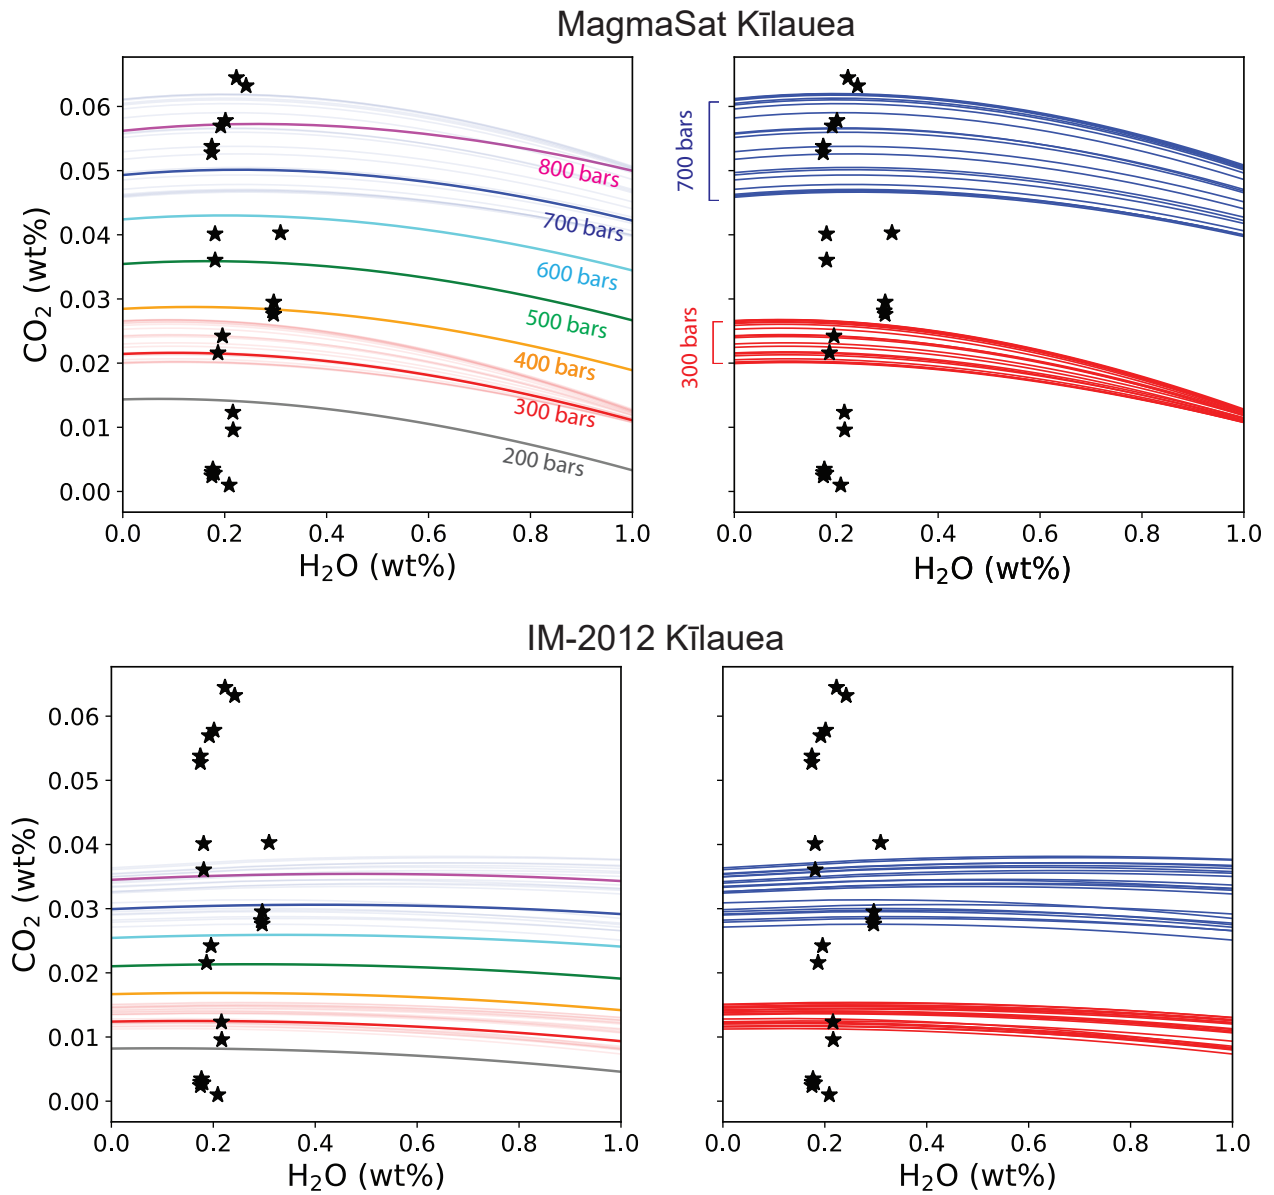 MagmaSat Kīlauea
0.06
0.05
0.04
0.03
0.02
0.01
0.00
CO₂ (wt%)
800 bars
700 bars
600 bars
500 bars
400 bars
300 bars
200 bars
0.0 0.2 0.4 0.6 0.8 1.0
H₂O (wt%)
700 bars
300 bars
0.0 0.2 0.4 0.6 0.8 1.0
H₂O (wt%)
IM-2012 Kīlauea
0.06
0.05
0.04
0.03
0.02
0.01
0.00
CO₂ (wt%)
0.0 0.2 0.4 0.6 0.8 1.0
H₂O (wt%)
0.0 0.2 0.4 0.6 0.8 1.0
H₂O (wt%)